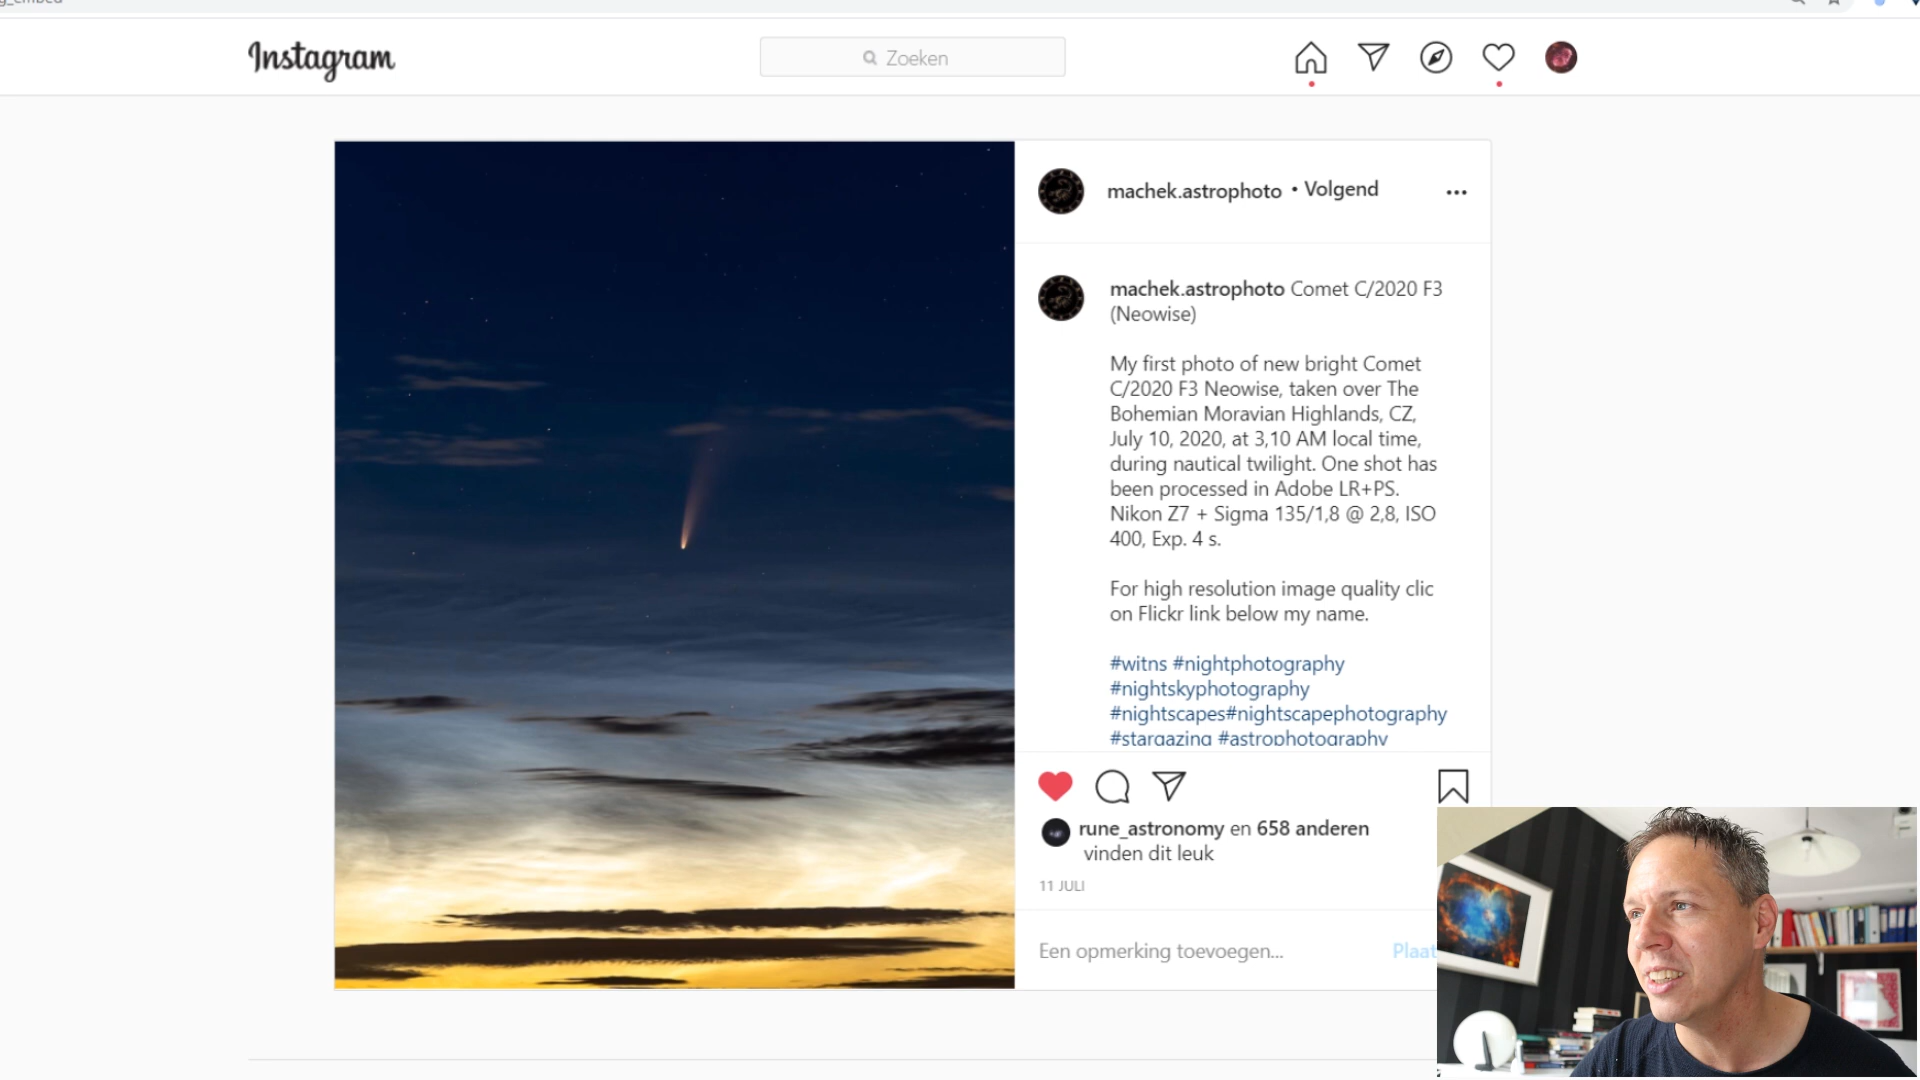 g_embed
Instagram
Zoeken
machek.astrophoto • Volgend
machek.astrophoto Comet C/2020 F3
(Neowise)
My first photo of new bright Comet
C/2020 F3 Neowise, taken over The
Bohemian Moravian Highlands, CZ,
July 10, 2020, at 3,10 AM local time,
during nautical twilight. One shot has
been processed in Adobe LR+PS.
Nikon Z7 + Sigma 135/1,8 @ 2,8, ISO
400, Exp. 4 s.
For high resolution image quality clic
on Flickr link below my name.
#witns #nightphotography
#nightskyphotography
#nightscapes#nightscapephotography
#stargazing #astrophotography
rune_astronomy en 658 anderen
vinden dit leuk
11 JULI
Een opmerking toevoegen... Plaat